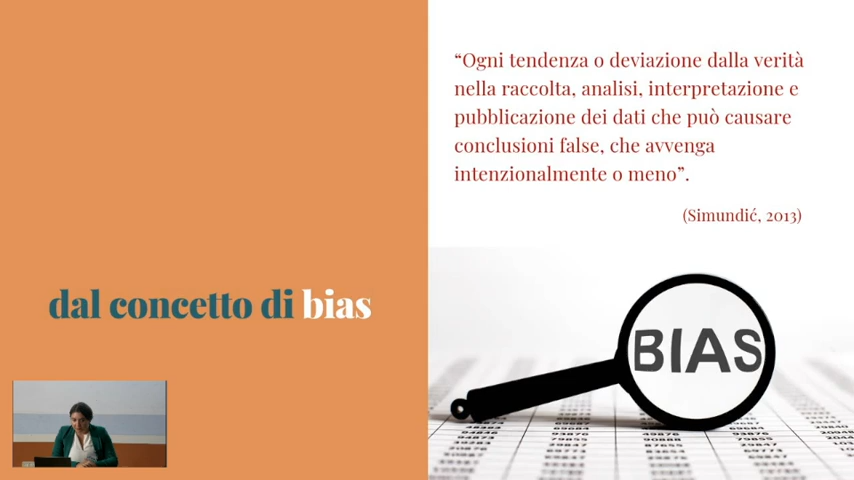 “Ogni tendenza o deviazione dalla verità
nella raccolta, analisi, interpretazione e
pubblicazione dei dati che può causare
conclusioni false, che avvenga
intenzionalmente o meno”.
(Simundić, 2013)
dal concetto di bias
BIAS